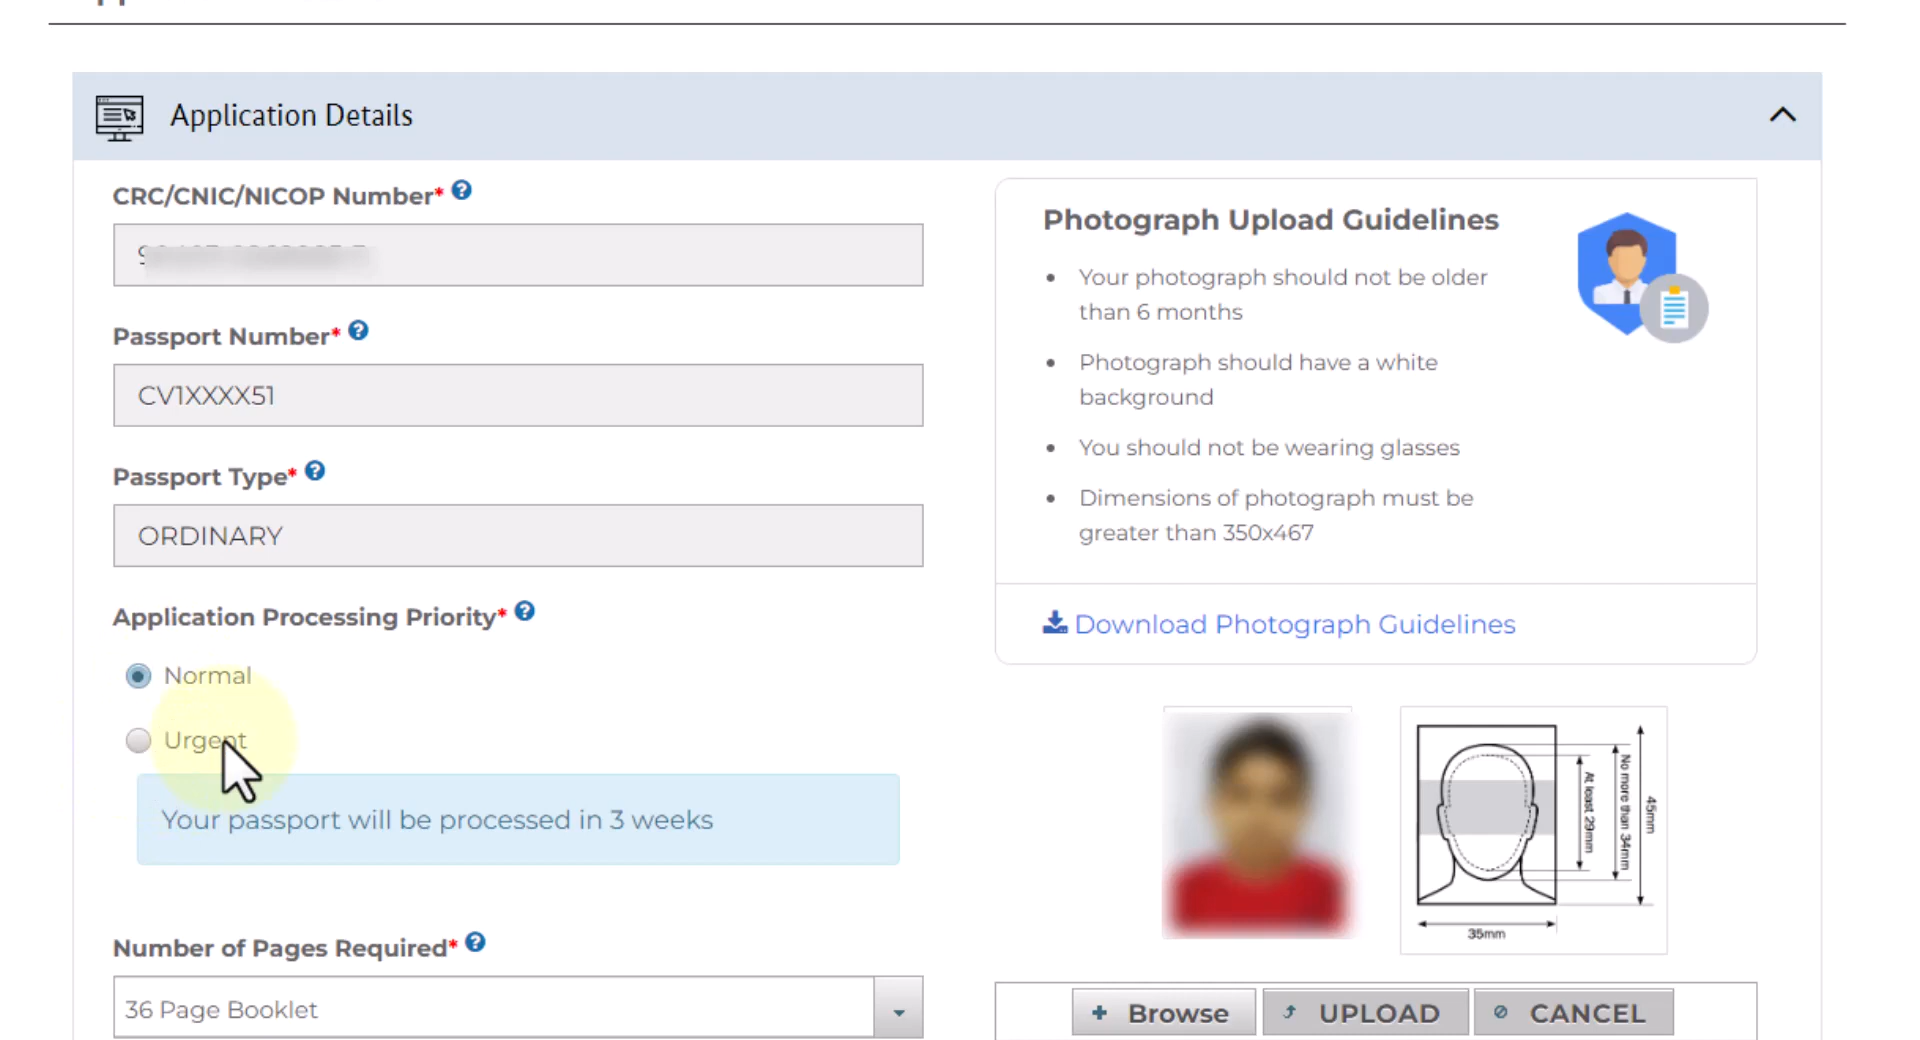 Application Details
CRC/CNIC/NICOP Number*
Passport Number*
CV1XXXX51
Passport Type*
ORDINARY
Application Processing Priority*
Normal
Urgent
Your passport will be processed in 3 weeks
Number of Pages Required*
36 Page Booklet
Photograph Upload Guidelines
Your photograph should not be older
than 6 months
Photograph should have a white
background
You should not be wearing glasses
Dimensions of photograph must be
greater than 350x467
Download Photograph Guidelines
At least 29mm
No more than 34mm
45mm
35mm
Browse
UPLOAD
CANCEL